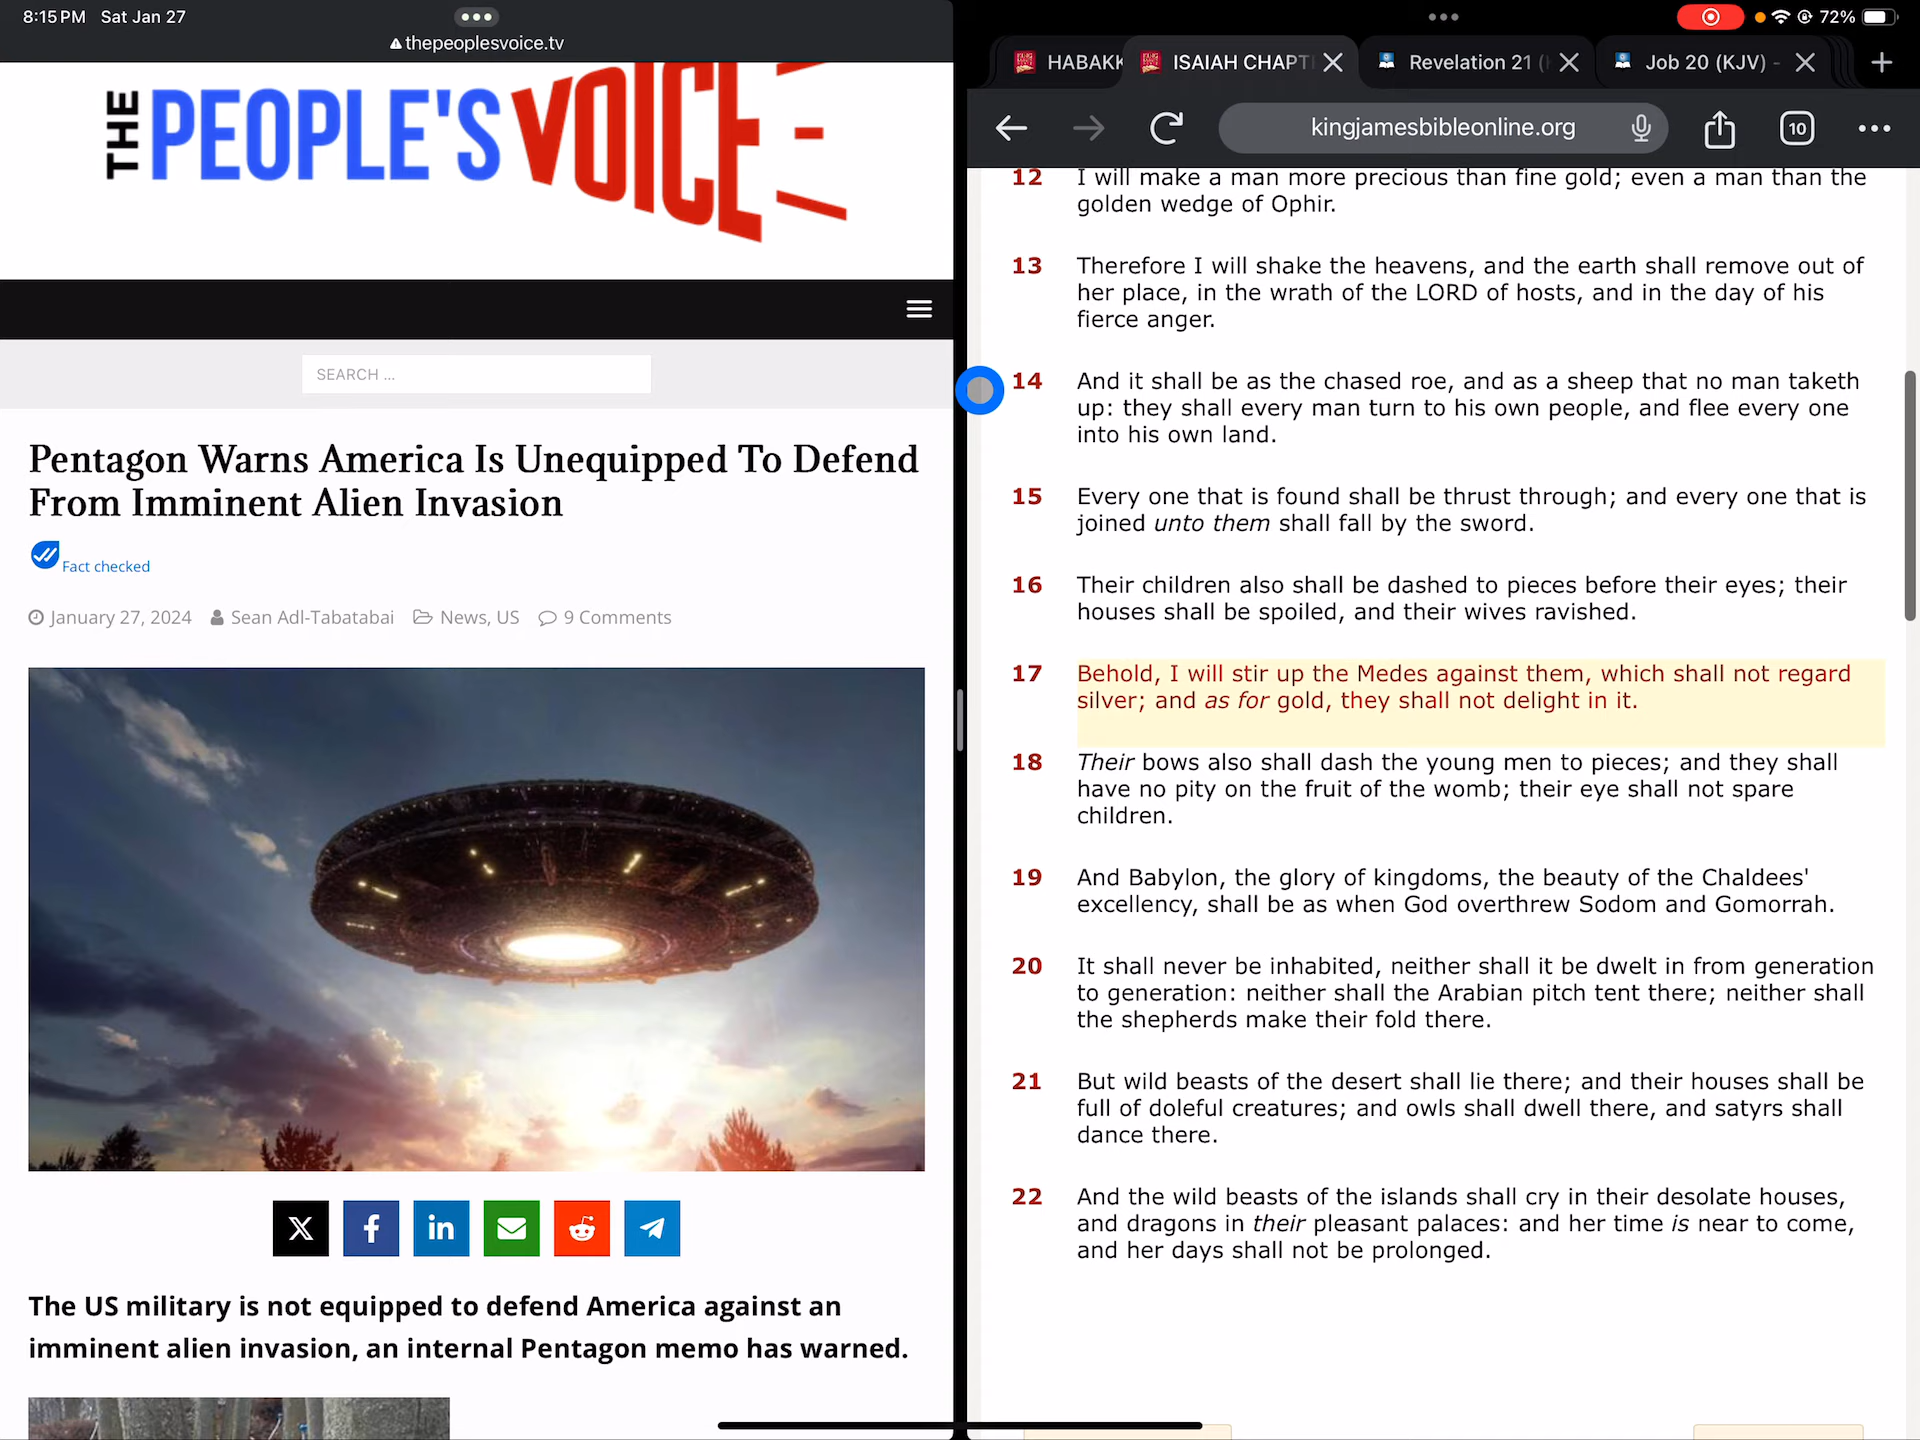 8:15 PM Sat Jan 27
thepeoplesvoice.tv
THE PEOPLE'S VOICE
SEARCH ...
Pentagon Warns America Is Unequipped To Defend
From Imminent Alien Invasion
Fact checked
January 27, 2024 Sean Adl-Tabatabai News, US 9 Comments
X f in
The US military is not equipped to defend America against an
imminent alien invasion, an internal Pentagon memo has warned.
72%
HABAKK ISAIAH CHAPT Revelation 21 ( Job 20 (KJV) -
kingjamesbibleonline.org 10
12 I will make a man more precious than fine gold; even a man than the
golden wedge of Ophir.
13 Therefore I will shake the heavens, and the earth shall remove out of
her place, in the wrath of the LORD of hosts, and in the day of his
fierce anger.
14 And it shall be as the chased roe, and as a sheep that no man taketh
up: they shall every man turn to his own people, and flee every one
into his own land.
15 Every one that is found shall be thrust through; and every one that is
joined unto them shall fall by the sword.
16 Their children also shall be dashed to pieces before their eyes; their
houses shall be spoiled, and their wives ravished.
17 Behold, I will stir up the Medes against them, which shall not regard
silver; and as for gold, they shall not delight in it.
18 Their bows also shall dash the young men to pieces; and they shall
have no pity on the fruit of the womb; their eye shall not spare
children.
19 And Babylon, the glory of kingdoms, the beauty of the Chaldees'
excellency, shall be as when God overthrew Sodom and Gomorrah.
20 It shall never be inhabited, neither shall it be dwelt in from generation
to generation: neither shall the Arabian pitch tent there; neither shall
the shepherds make their fold there.
21 But wild beasts of the desert shall lie there; and their houses shall be
full of doleful creatures; and owls shall dwell there, and satyrs shall
dance there.
22 And the wild beasts of the islands shall cry in their desolate houses,
and dragons in their pleasant palaces: and her time is near to come,
and her days shall not be prolonged.